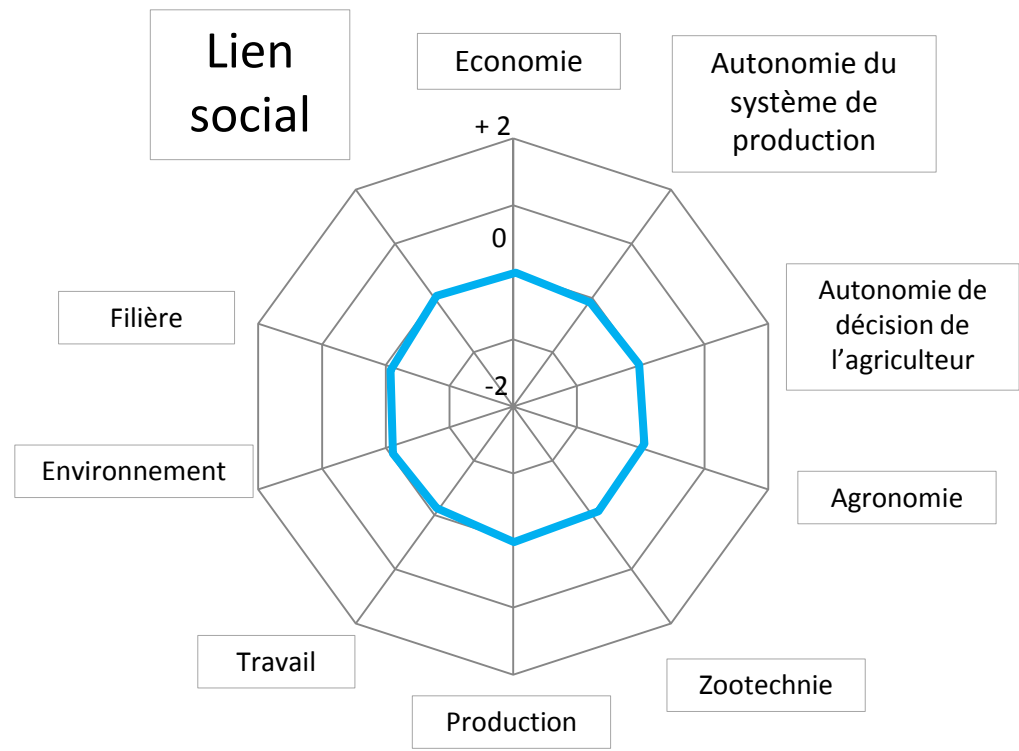 Lien
social
Economie
Autonomie du
système de
production
+ 2
0
-2
Filière
Autonomie de
décision de
l’agriculteur
Environnement
Agronomie
Travail
Zootechnie
Production